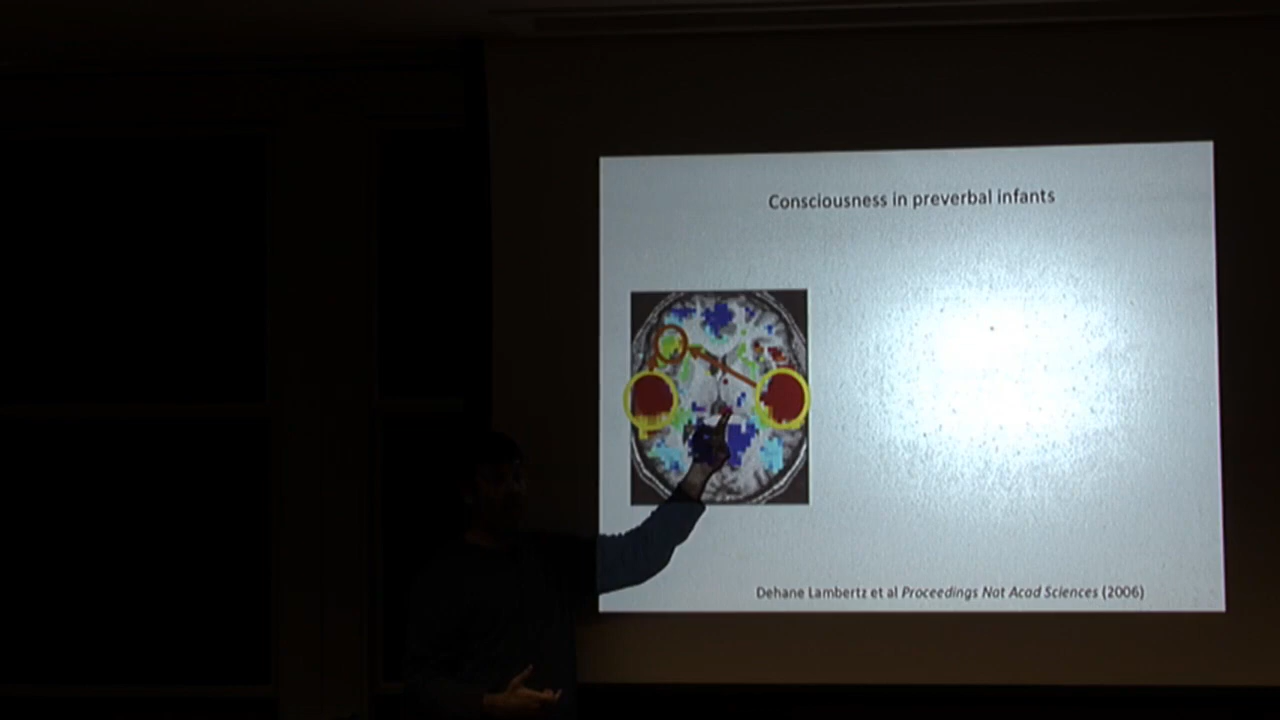 Consciousness in preverbal infants
Dehane Lambertz et al Proceedings Nat Acad Sciences (2006)